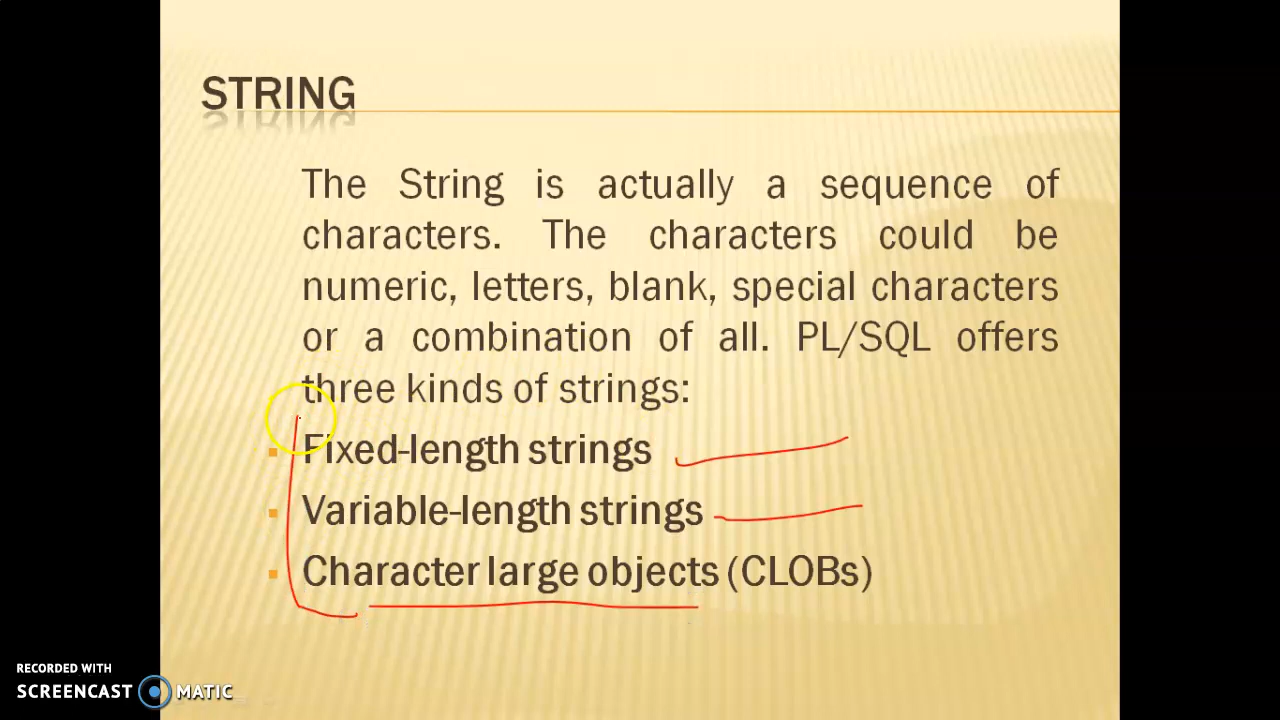 STRING
The String is actually a sequence of
characters. The characters could be
numeric, letters, blank, special characters
or a combination of all. PL/SQL offers
three kinds of strings:
Fixed-length strings
Variable-length strings
Character large objects (CLOBs)
RECORDED WITH
SCREENCAST MATIC